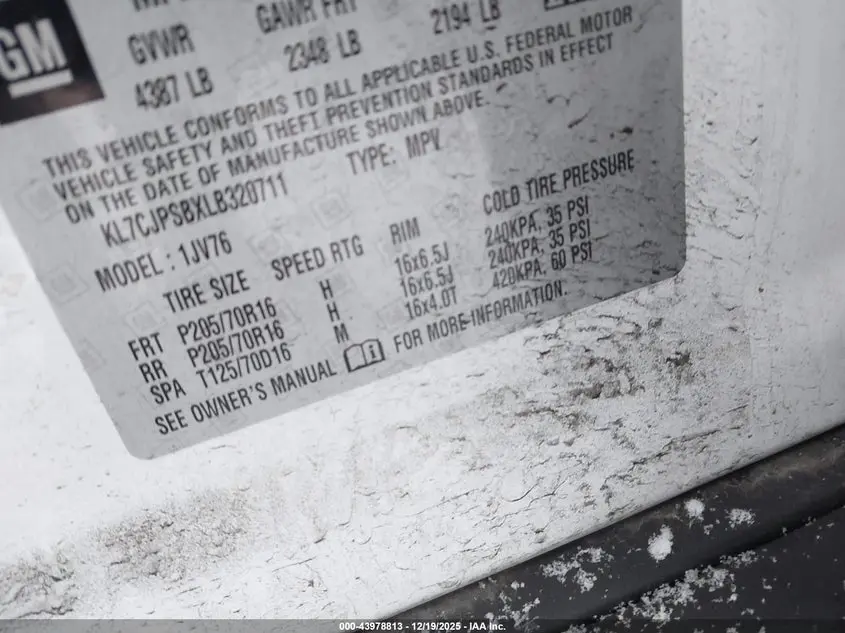 GM
GVWR GAWR FRT
4387 LB 2348 LB 2194 LB
THIS VEHICLE CONFORMS TO ALL APPLICABLE U.S. FEDERAL MOTOR
VEHICLE SAFETY AND THEFT PREVENTION STANDARDS IN EFFECT
ON THE DATE OF MANUFACTURE SHOWN ABOVE.
KL7CJPSBXLB320711 TYPE: MPV
MODEL : 1JV76
TIRE SIZE SPEED RTG RIM COLD TIRE PRESSURE
FRT P205/70R16 H 16x6.5J 240KPA, 35 PSI
RR P205/70R16 H 16x6.5J 240KPA, 35 PSI
SPA T125/70D16 M 16x4.0T 420KPA, 60 PSI
SEE OWNER'S MANUAL FOR MORE INFORMATION.
000-43978813 - 12/19/2025 - IAA Inc.